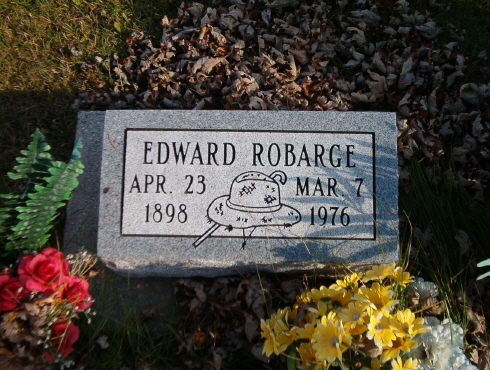 EDWARD ROBARGE
APR. 23 MAR. 7
1898 1976